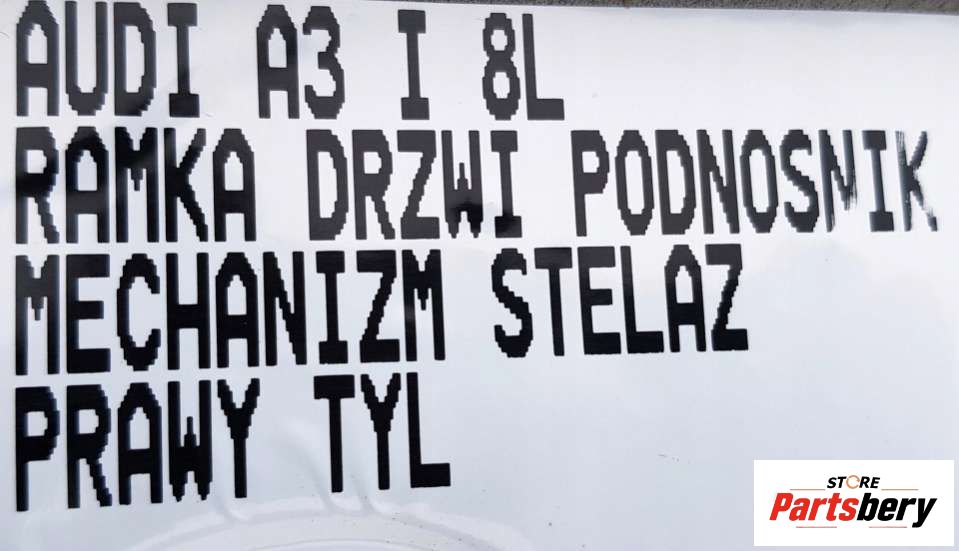 AUDI A3 I 8L
RAMKA DRZWI PODNOSNIK
MECHANIZM STELAZ
PRAWY TYL
STORE
Partsbery